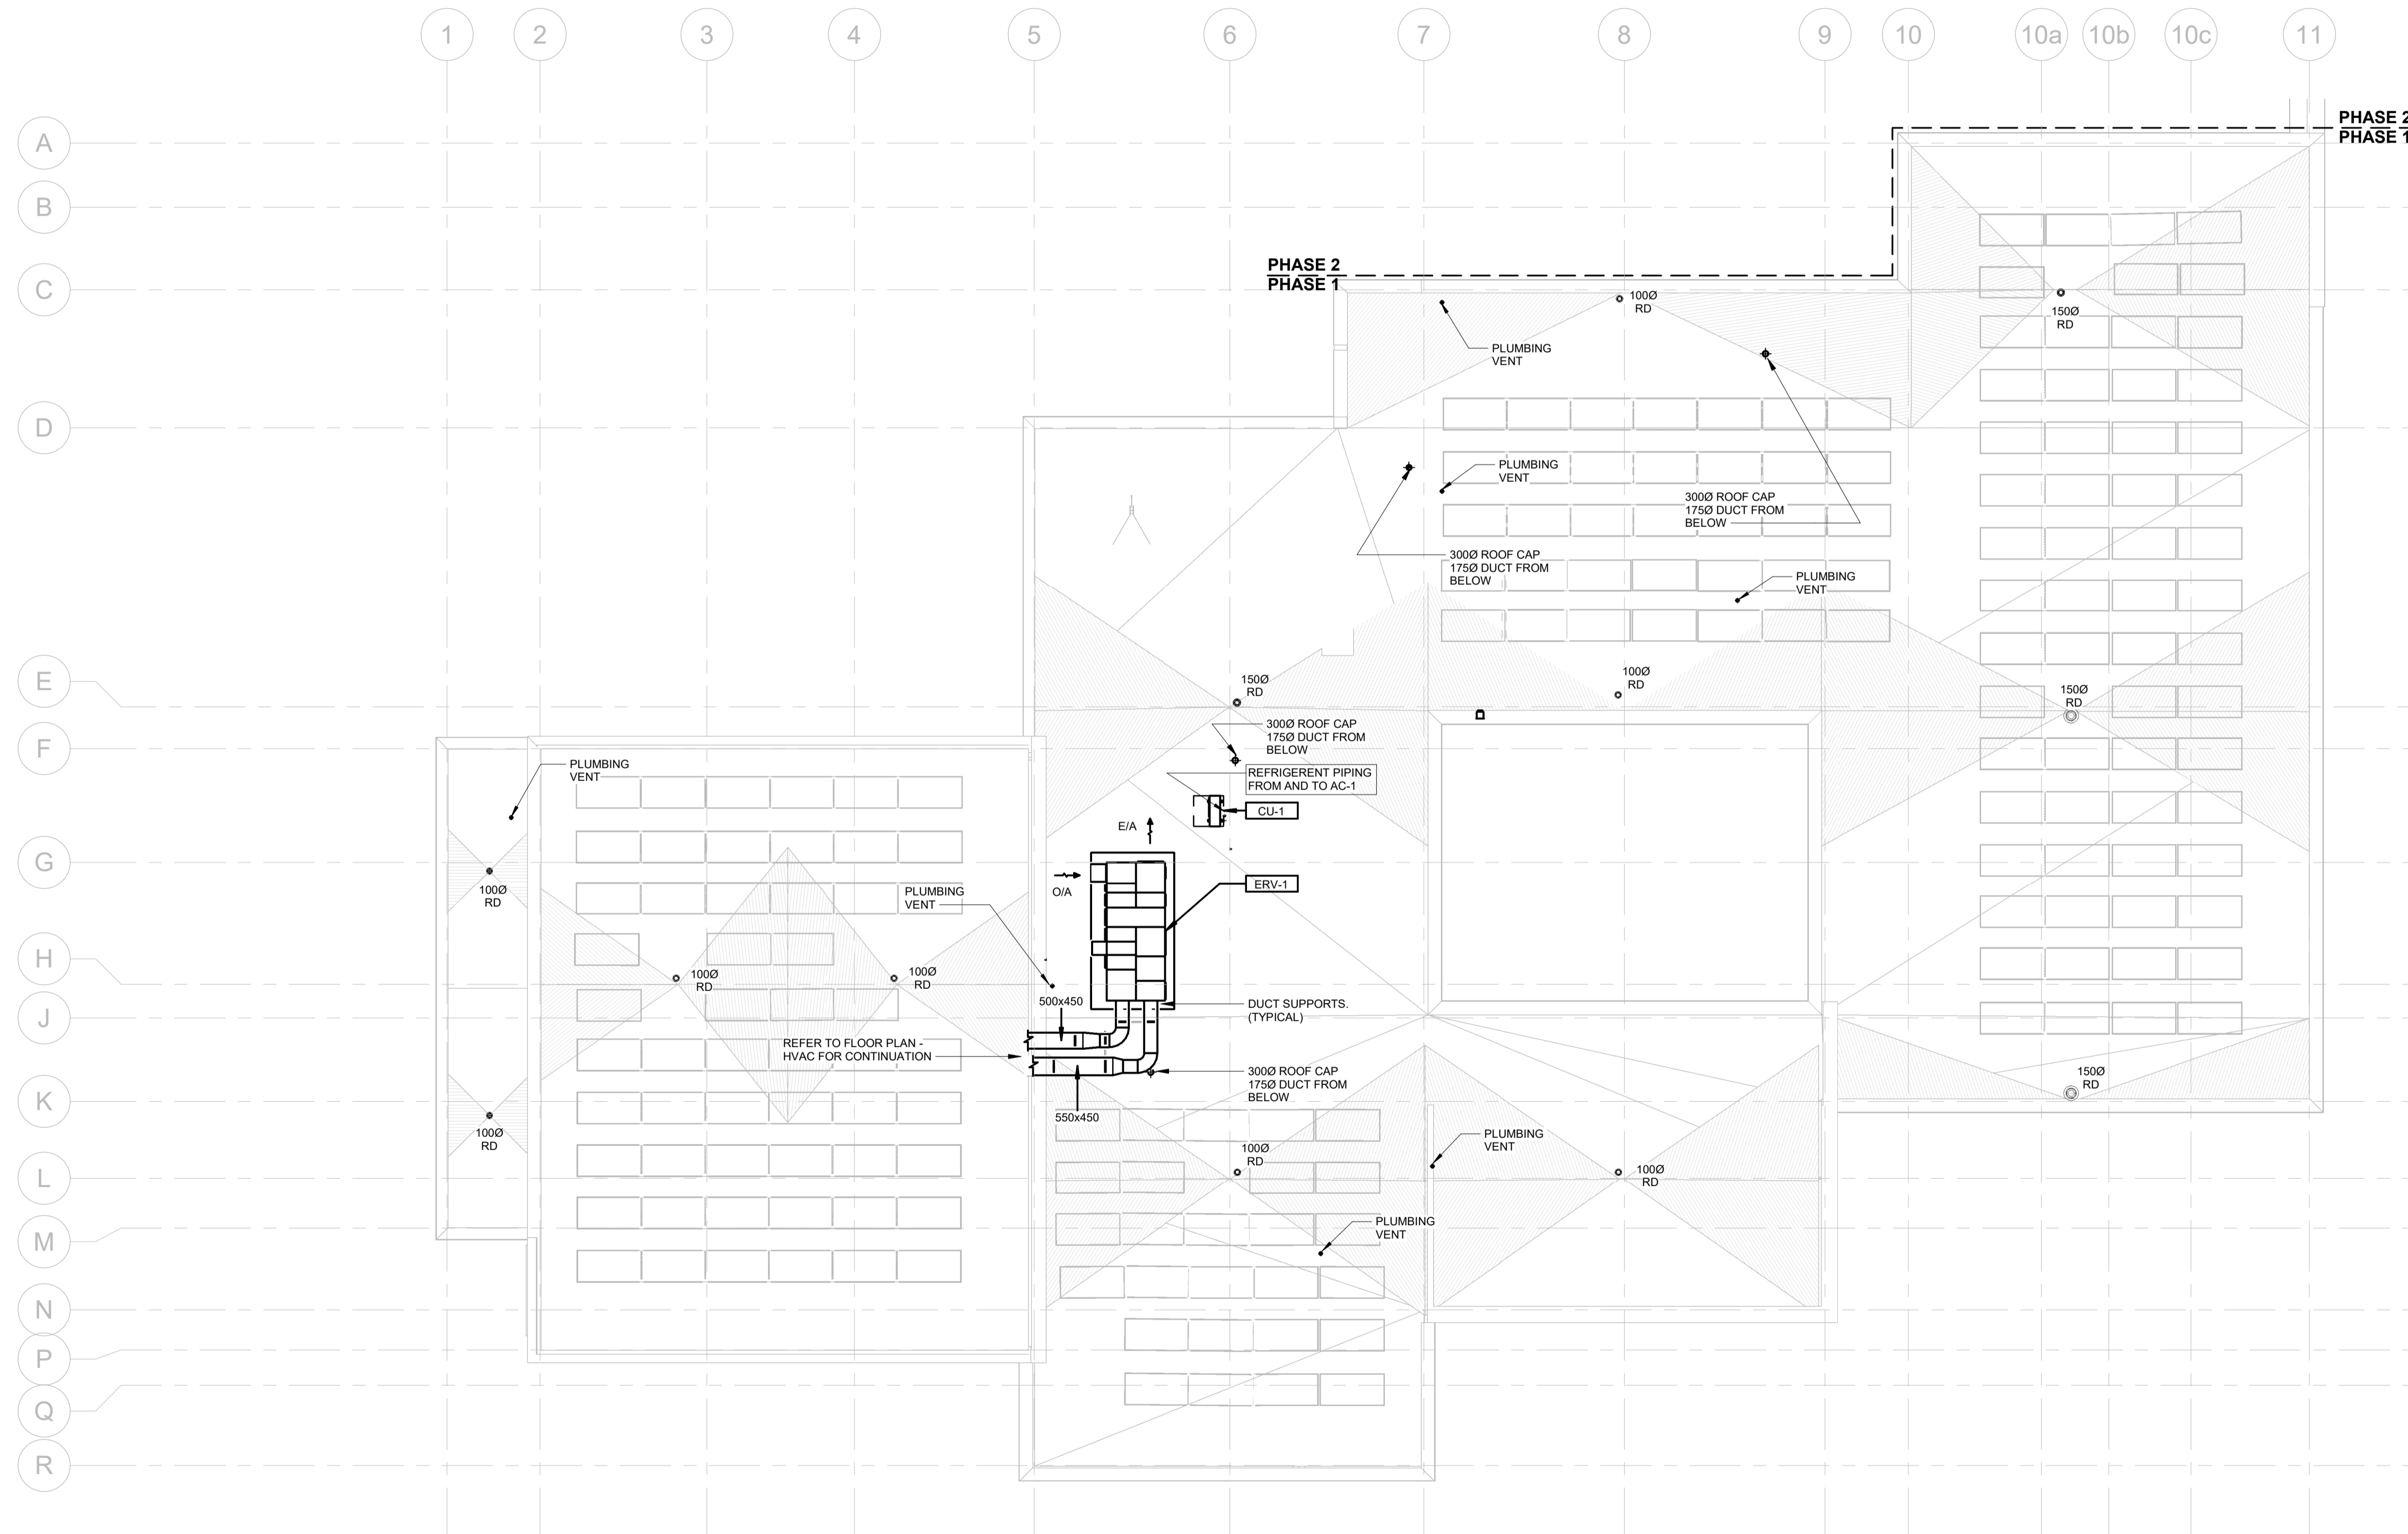 1
2
3
4
5
6
7
8
9
10
10a
10b
10c
11
A
B
C
D
E
F
G
H
J
K
L
M
N
P
Q
R
PHASE 2
PHASE 1
PHASE 2
PHASE 1
100Ø
RD
150Ø
RD
PLUMBING
VENT
PLUMBING
VENT
300Ø ROOF CAP
175Ø DUCT FROM
BELOW
300Ø ROOF CAP
175Ø DUCT FROM
BELOW
PLUMBING
VENT
150Ø
RD
100Ø
RD
150Ø
RD
300Ø ROOF CAP
175Ø DUCT FROM
BELOW
PLUMBING
VENT
REFRIGERENT PIPING
FROM AND TO AC-1
CU-1
E/A
O/A
ERV-1
100Ø
RD
PLUMBING
VENT
100Ø
RD
100Ø
RD
500x450
DUCT SUPPORTS.
(TYPICAL)
REFER TO FLOOR PLAN -
HVAC FOR CONTINUATION
300Ø ROOF CAP
175Ø DUCT FROM
BELOW
150Ø
RD
550x450
100Ø
RD
PLUMBING
VENT
100Ø
RD
100Ø
RD
PLUMBING
VENT